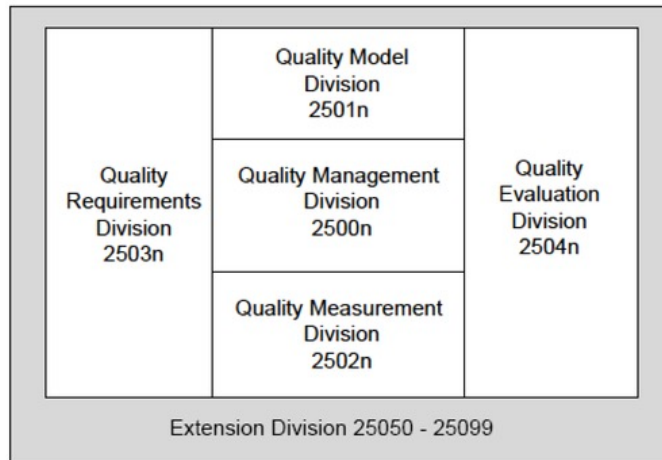 Quality Model
Division
2501n
Quality
Requirements
Division
2503n
Quality Management
Division
2500n
Quality
Evaluation
Division
2504n
Quality Measurement
Division
2502n
Extension Division 25050 - 25099